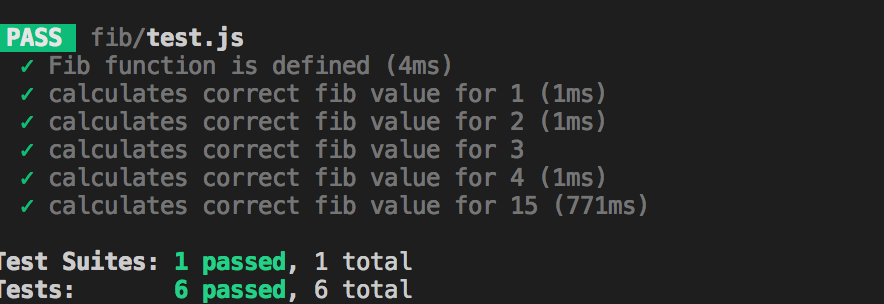 PASS fib/test.js
✓ Fib function is defined (4ms)
✓ calculates correct fib value for 1 (1ms)
✓ calculates correct fib value for 2 (1ms)
✓ calculates correct fib value for 3
✓ calculates correct fib value for 4 (1ms)
✓ calculates correct fib value for 15 (771ms)
Test Suites: 1 passed, 1 total
Tests: 6 passed, 6 total